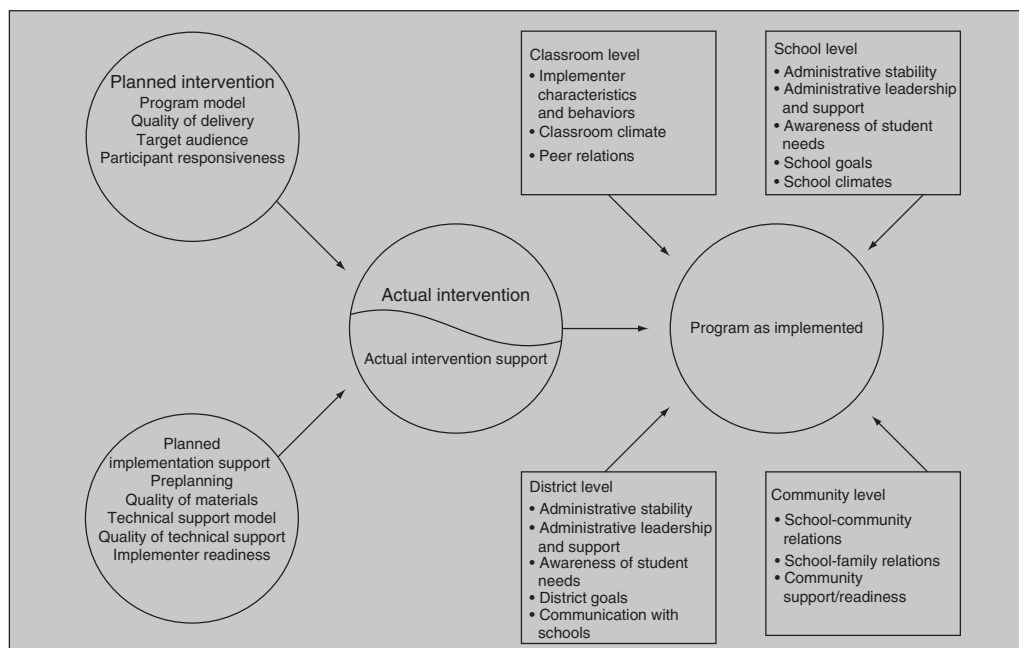 Planned intervention
Program model
Quality of delivery
Target audience
Participant responsiveness
Planned
implementation support
Preplanning
Quality of materials
Technical support model
Quality of technical support
Implementer readiness
Actual intervention
Actual intervention support
Classroom level
• Implementer
characteristics
and behaviors
• Classroom climate
• Peer relations
School level
• Administrative stability
• Administrative leadership
and support
• Awareness of student
needs
• School goals
• School climates
Program as implemented
District level
• Administrative stability
• Administrative leadership
and support
• Awareness of student
needs
• District goals
• Communication with
schools
Community level
• School-community
relations
• School-family relations
• Community
support/readiness